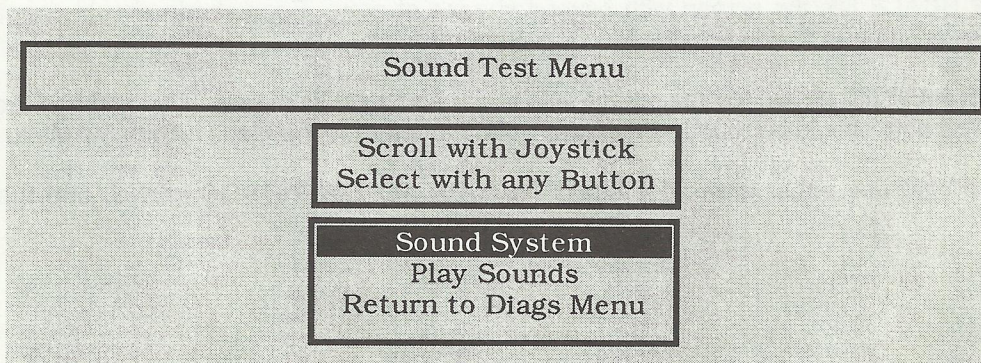 Sound Test Menu
Scroll with Joystick
Select with any Button
Sound System
Play Sounds
Return to Diags Menu